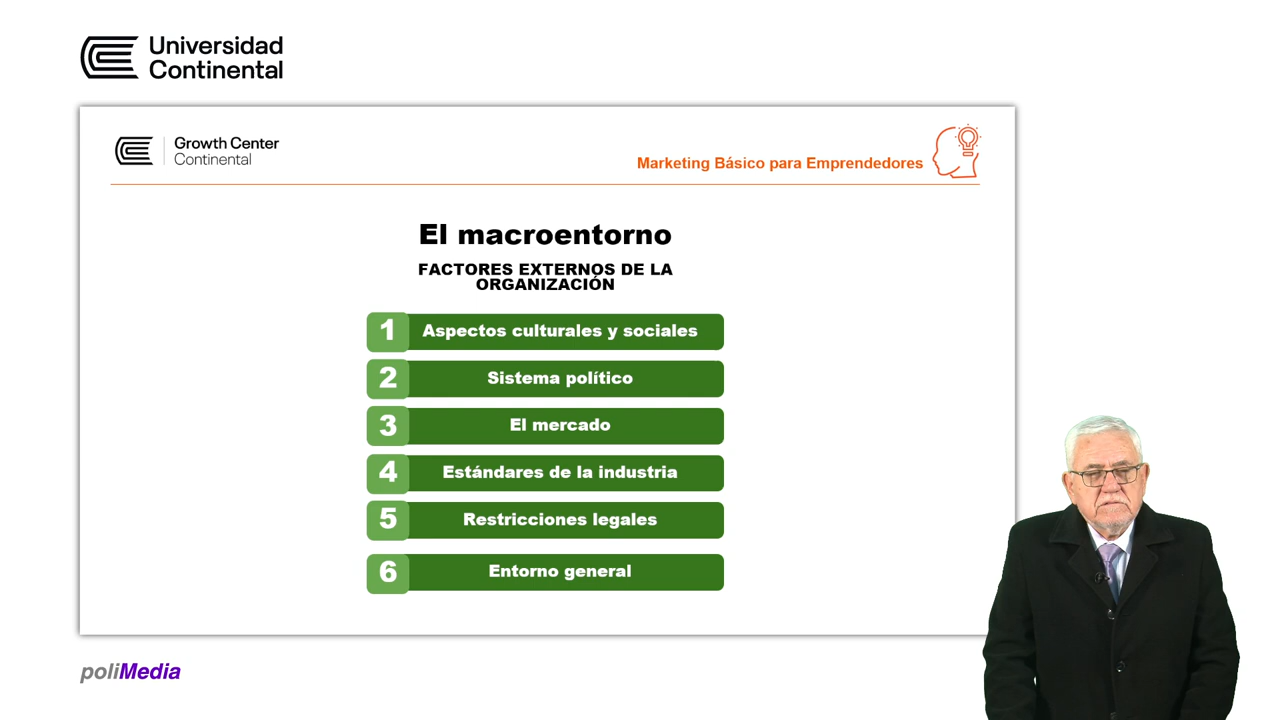 Universidad
Continental
Growth Center
Continental
Marketing Básico para Emprendedores
El macroentorno
FACTORES EXTERNOS DE LA
ORGANIZACIÓN
1 Aspectos culturales y sociales
2 Sistema político
3 El mercado
4 Estándares de la industria
5 Restricciones legales
6 Entorno general
poliMedia